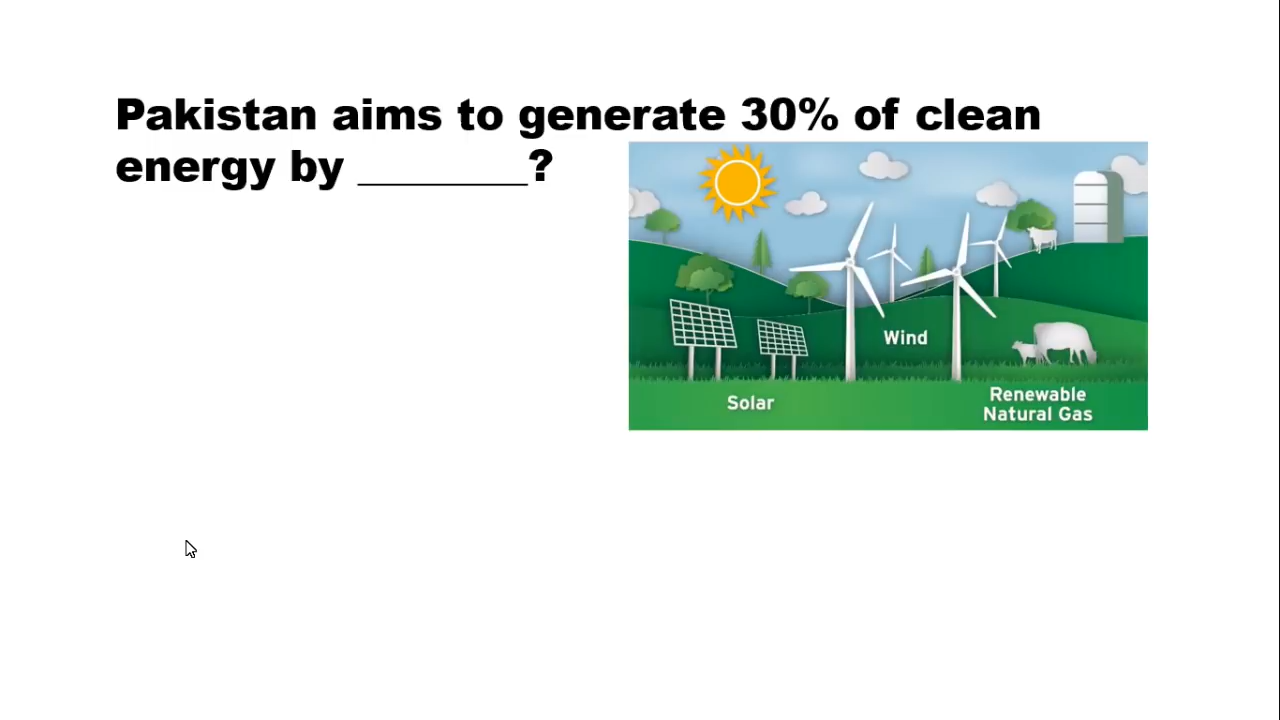 Pakistan aims to generate 30% of clean
energy by ________?
Wind
Solar
Renewable
Natural Gas